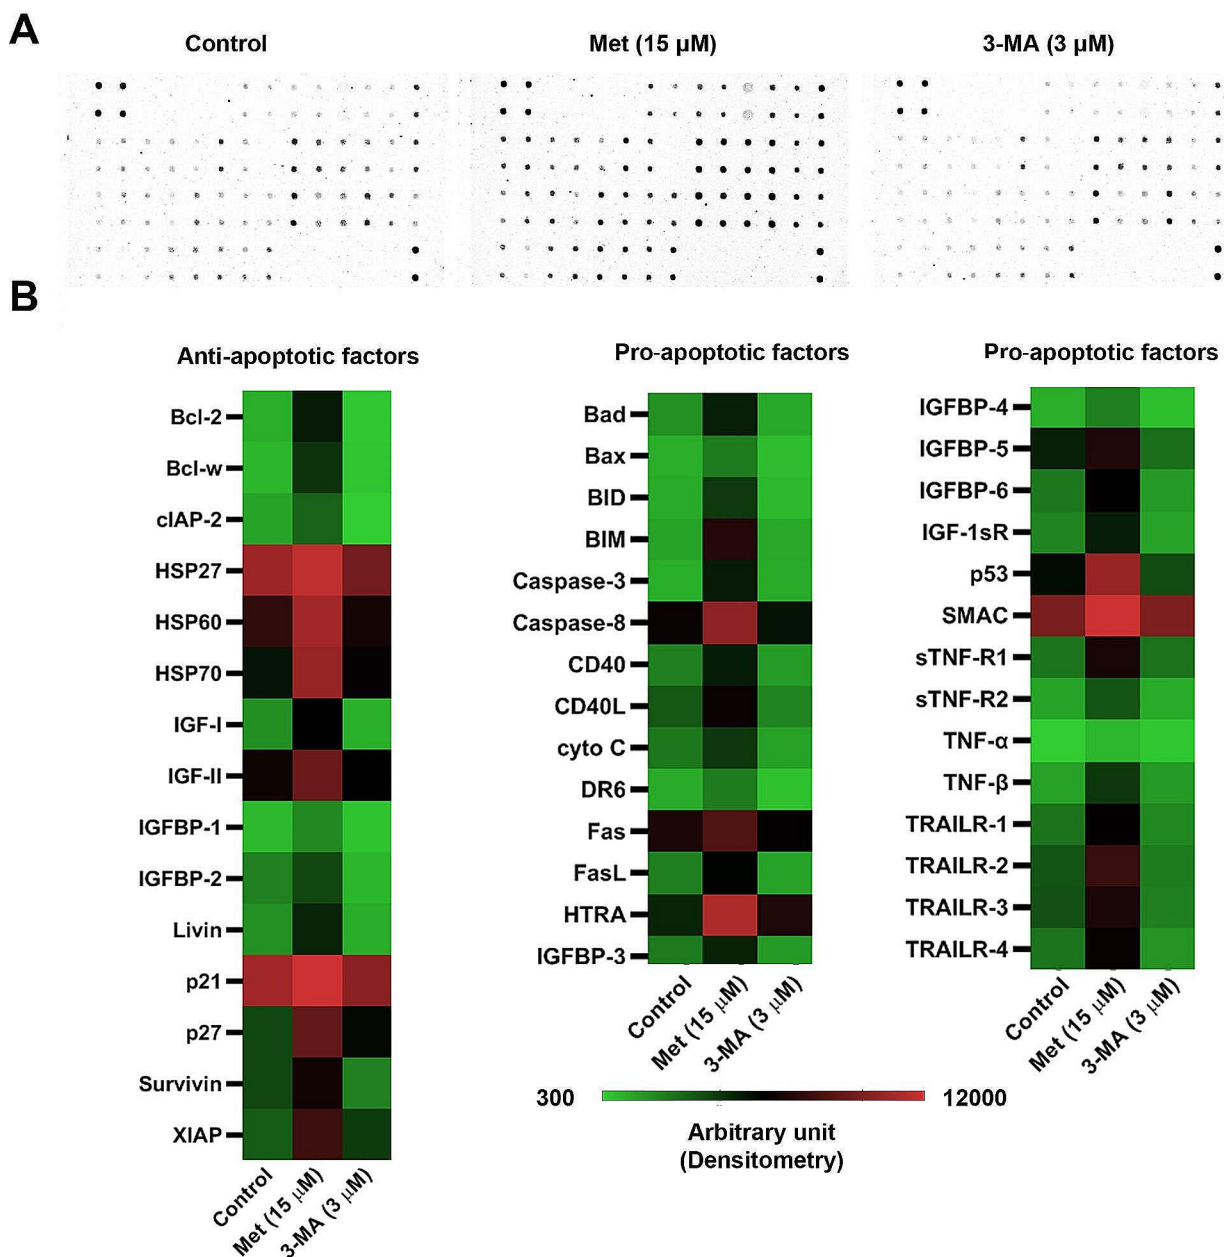 A
Control
Met (15 µM)
3-MA (3 µM)
B
Anti-apoptotic factors
Bcl-2
Bcl-w
cIAP-2
HSP27
HSP60
HSP70
IGF-I
IGF-II
IGFBP-1
IGFBP-2
Livin
p21
p27
Survivin
XIAP
Control
Met (15 µM)
3-MA (3 µM)
Pro-apoptotic factors
Bad
Bax
BID
BIM
Caspase-3
Caspase-8
CD40
CD40L
cyto C
DR6
Fas
FasL
HTRA
IGFBP-3
Control
Met (15 µM)
3-MA (3 µM)
Pro-apoptotic factors
IGFBP-4
IGFBP-5
IGFBP-6
IGF-1sR
p53
SMAC
sTNF-R1
sTNF-R2
TNF-α
TNF-β
TRAILR-1
TRAILR-2
TRAILR-3
TRAILR-4
Control
Met (15 µM)
3-MA (3 µM)
300
12000
Arbitrary unit
(Densitometry)